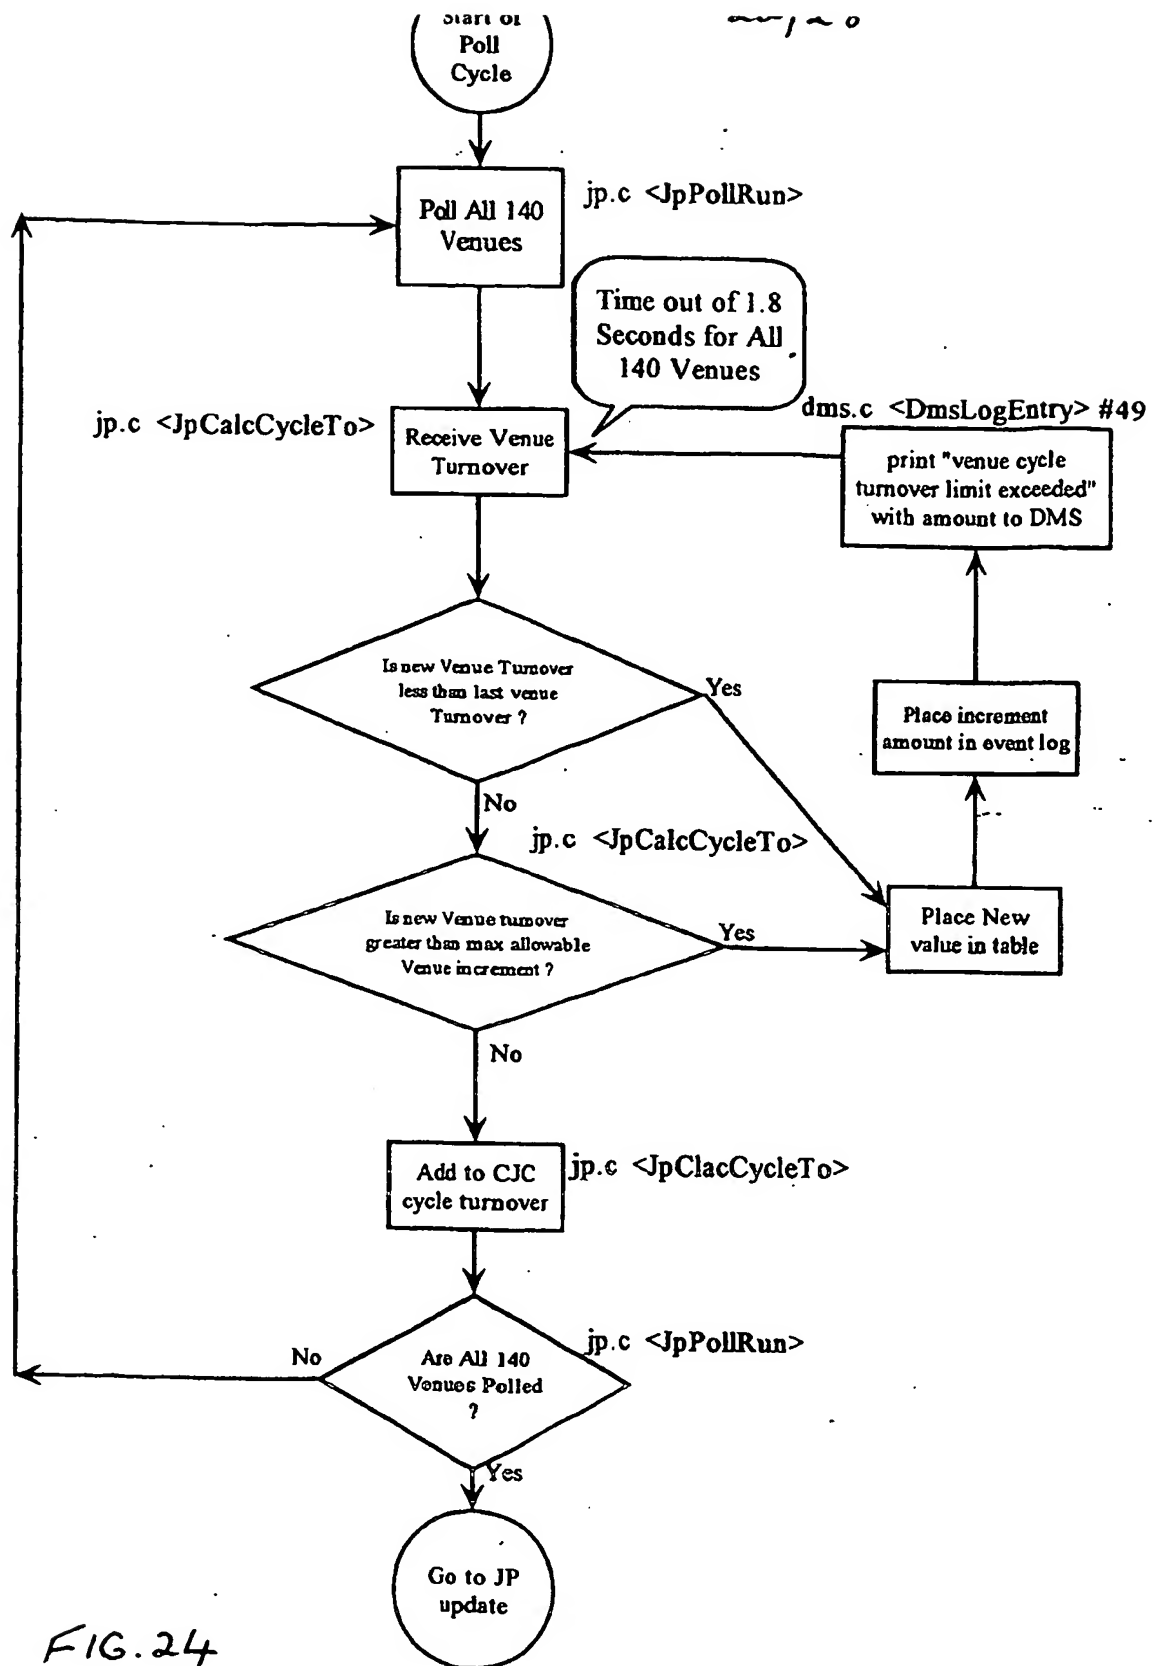 Start of
Poll
Cycle
Poll All 140
Venues
jp.c <JpPollRun>
Time out of 1.8
Seconds for All
140 Venues
jp.c <JpCalcCycleTo>
Receive Venue
Turnover
dms.c <DmsLogEntry> #49
print "venue cycle
turnover limit exceeded"
with amount to DMS
Is new Venue Turnover
less than last venue
Turnover ?
Yes
Place increment
amount in event log
No
jp.c <JpCalcCycleTo>
Is new Venue turnover
greater than max allowable
Venue increment ?
Yes
Place New
value in table
No
Add to CJC
cycle turnover
jp.c <JpClacCycleTo>
jp.c <JpPollRun>
No
Are All 140
Venues Polled
?
Yes
Go to JP
update
FIG.24